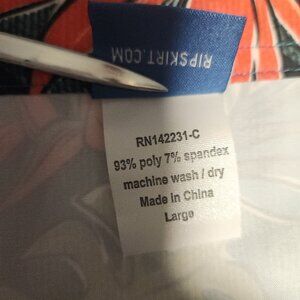 RIPSKIRT.COM
RN142231-C
93% poly 7% spandex
machine wash / dry
Made in China
Large